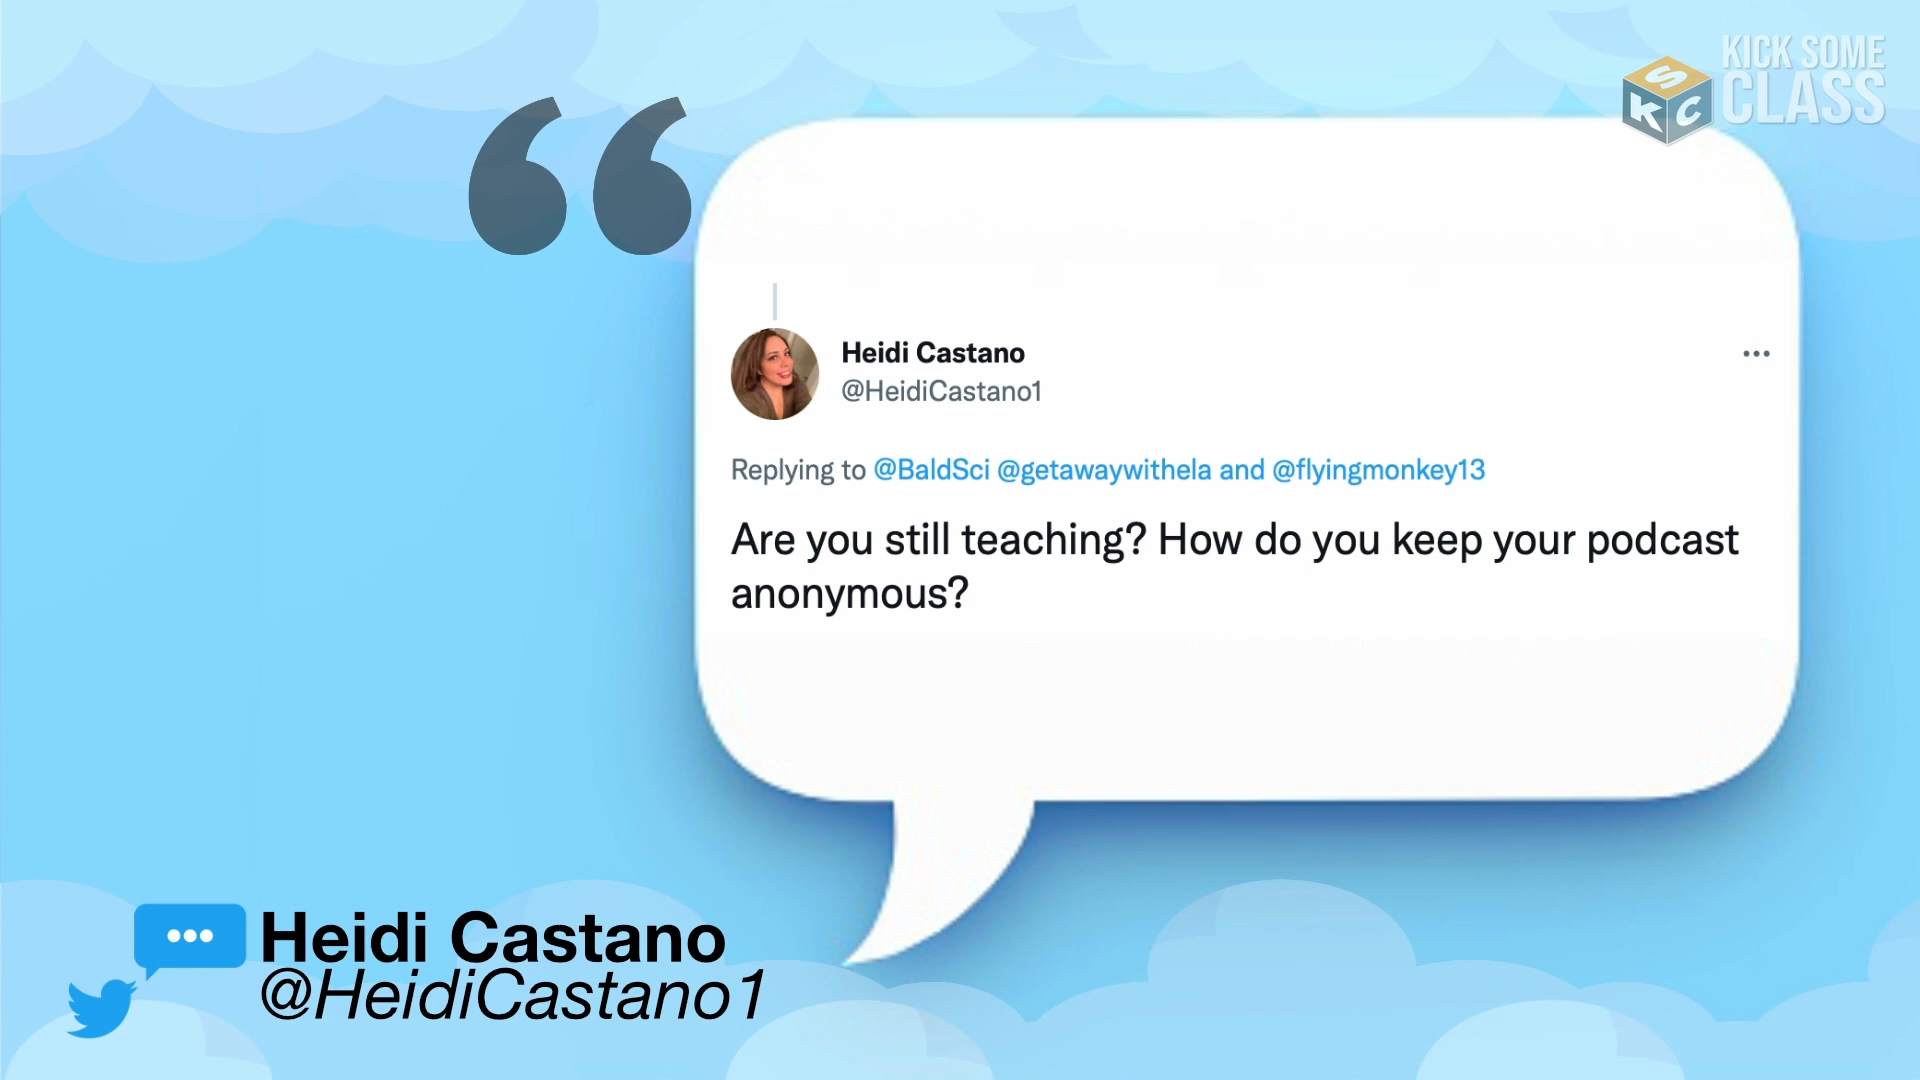 KICK SOME
CLASS
S
K C
Heidi Castano
@HeidiCastano1
Replying to @BaldSci @getawaywithela and @flyingmonkey13
Are you still teaching? How do you keep your podcast
anonymous?
Heidi Castano
@HeidiCastano1